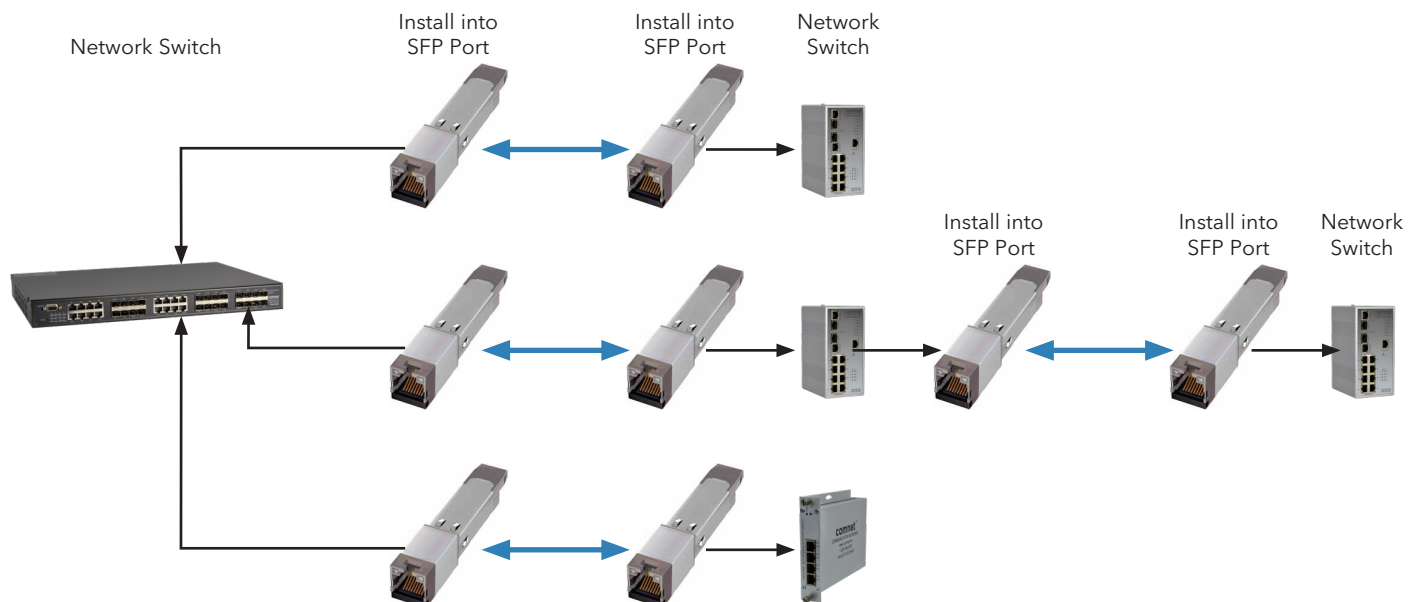 Network Switch
Install into
SFP Port
Install into
SFP Port
Network
Switch
Install into
SFP Port
Install into
SFP Port
Network
Switch
comnet